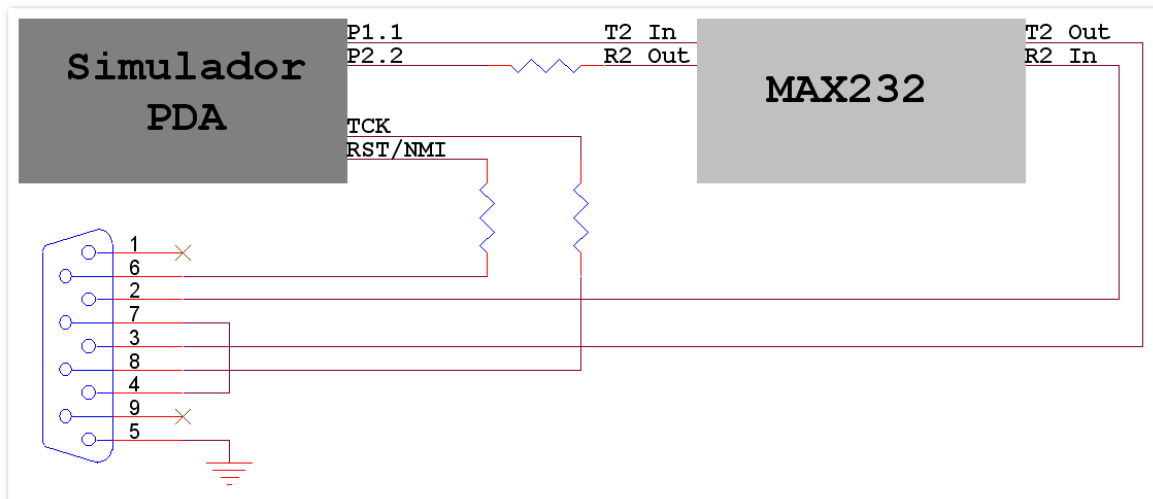 P1.1 T2 In T2 Out
P2.2 R2 Out R2 In
Simulador
PDA
MAX232
TCK
RST/NMI
1
6
2
7
3
8
4
9
5